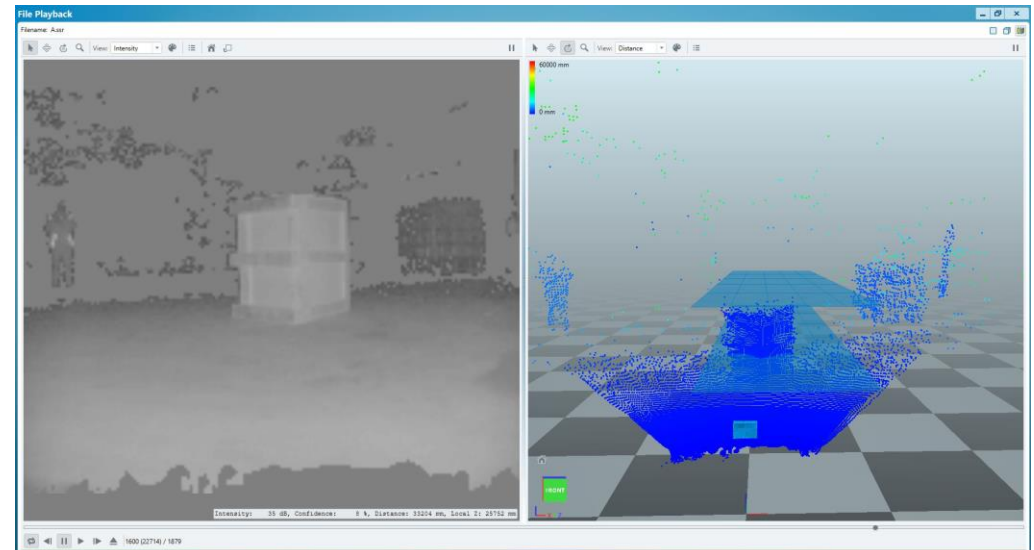 File Playback
Filename: Assr
View: Intensity
View: Distance
60000 mm
0 mm
FRONT
Intensity: 35 dB, Confidence: 8 %, Distance: 33204 mm, Local Z: 25752 mm
1600 (22714) / 1879